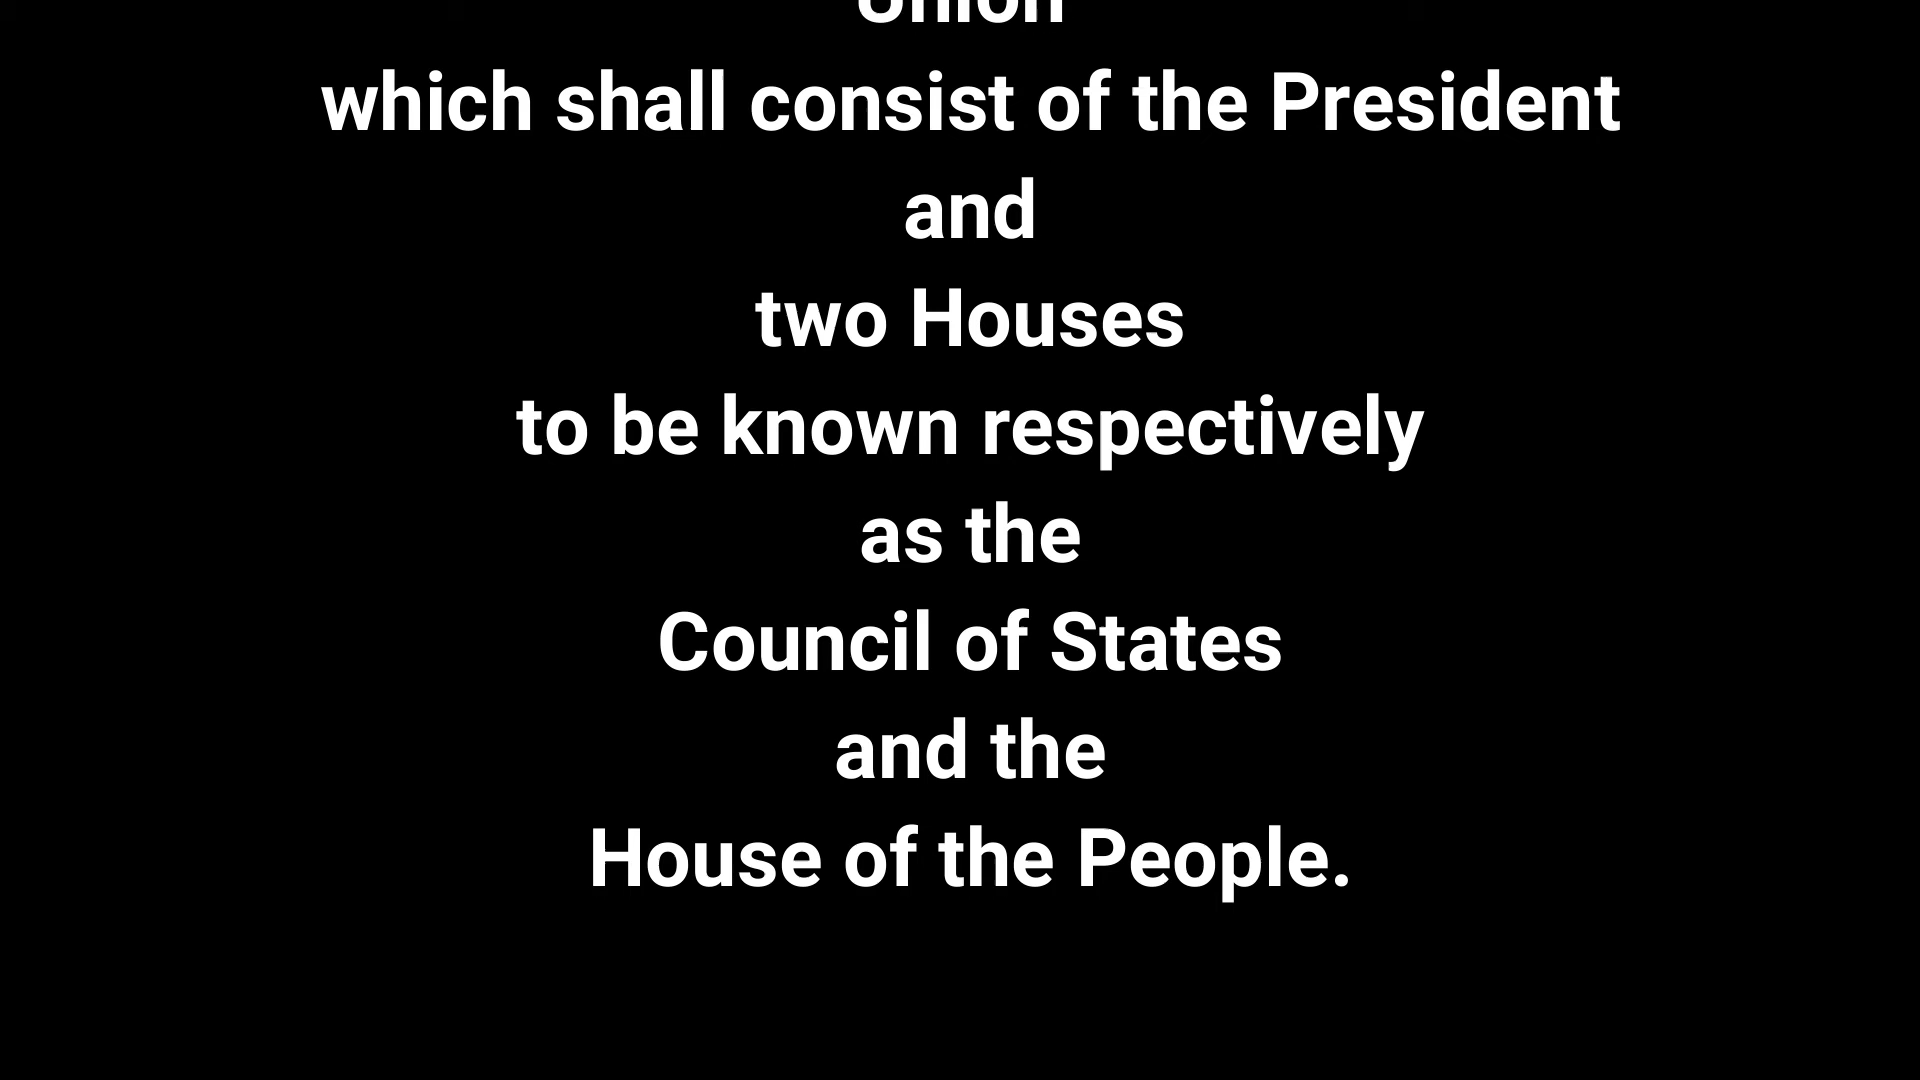 Union
which shall consist of the President
and
two Houses
to be known respectively
as the
Council of States
and the
House of the People.